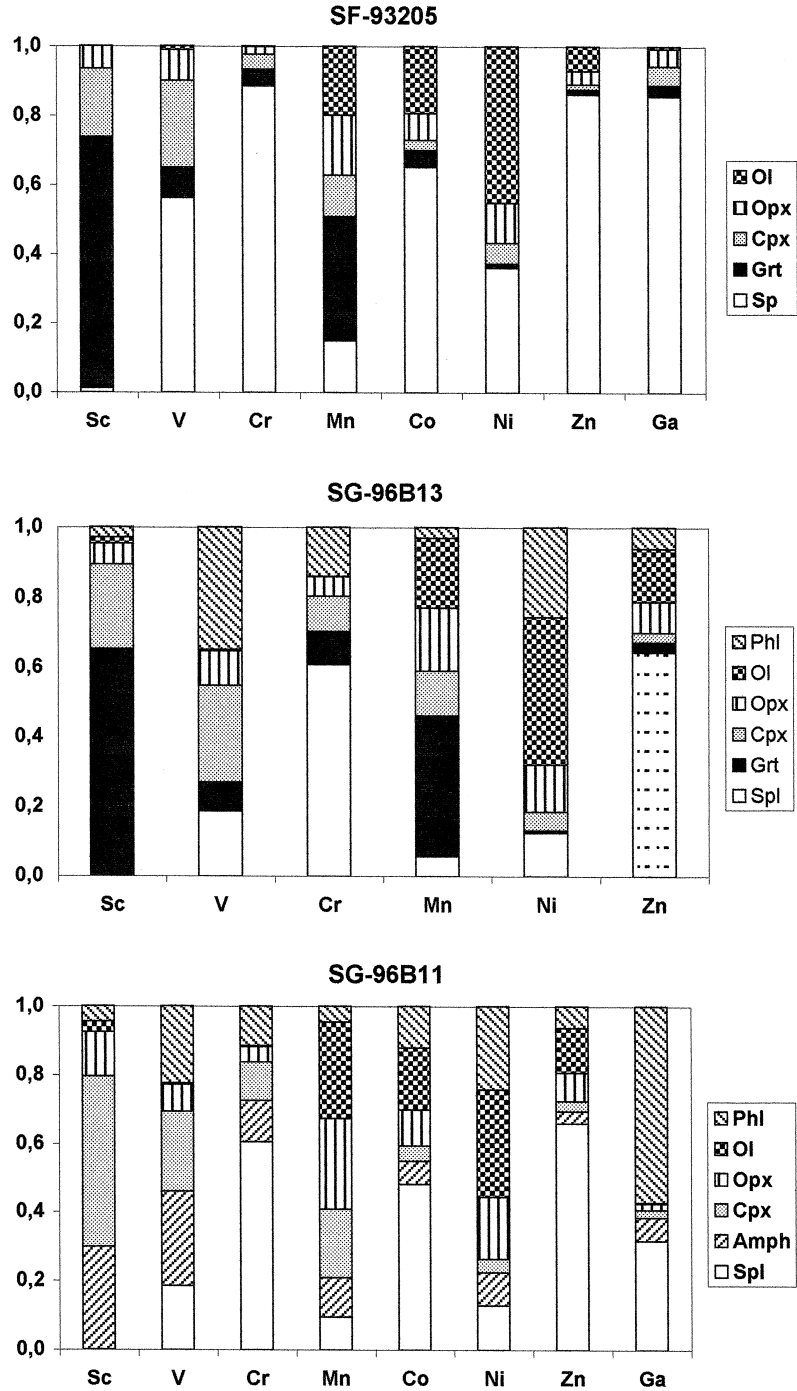 SF-93205
1,0
0,8
0,6
0,4
0,2
0,0
Sc V Cr Mn Co Ni Zn Ga
Ol
Opx
Cpx
Grt
Sp
SG-96B13
1,0
0,8
0,6
0,4
0,2
0,0
Sc V Cr Mn Ni Zn
Phl
Ol
Opx
Cpx
Grt
Spl
SG-96B11
1,0
0,8
0,6
0,4
0,2
0,0
Sc V Cr Mn Co Ni Zn Ga
Phl
Ol
Opx
Cpx
Amph
Spl